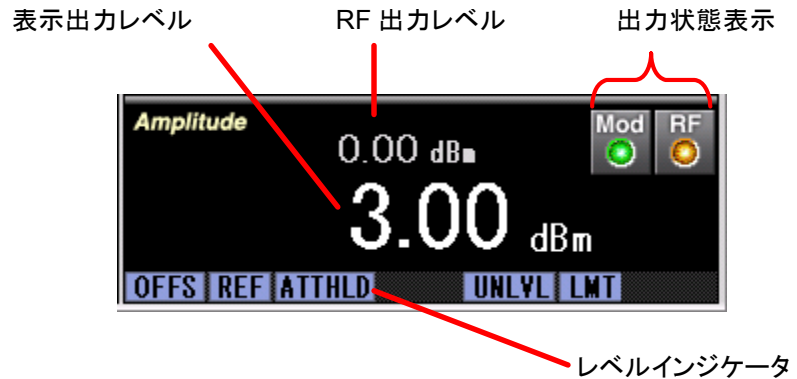 表示出力レベル RF 出力レベル 出力状態表示
Amplitude Mod RF
0.00 dBm
3.00 dBm
OFFS REF ATTHLD UNLVL LMT
レベルインジケータ